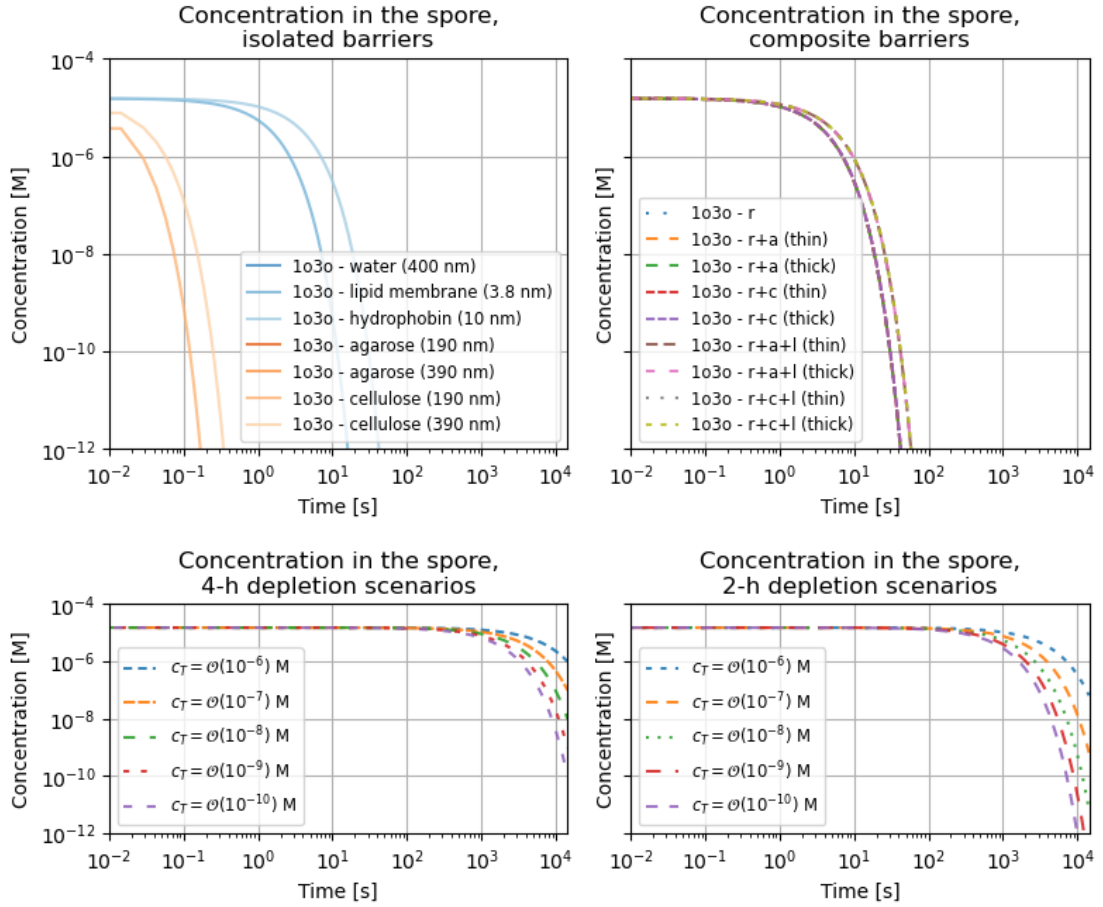 Concentration in the spore,
isolated barriers
Concentration [M]
10⁻⁴
10⁻⁶
10⁻⁸
10⁻¹⁰
10⁻¹²
1o3o - water (400 nm)
1o3o - lipid membrane (3.8 nm)
1o3o - hydrophobin (10 nm)
1o3o - agarose (190 nm)
1o3o - agarose (390 nm)
1o3o - cellulose (190 nm)
1o3o - cellulose (390 nm)
10⁻² 10⁻¹ 10⁰ 10¹ 10² 10³ 10⁴
Time [s]
Concentration in the spore,
composite barriers
Concentration [M]
1o3o - r
1o3o - r+a (thin)
1o3o - r+a (thick)
1o3o - r+c (thin)
1o3o - r+c (thick)
1o3o - r+a+l (thin)
1o3o - r+a+l (thick)
1o3o - r+c+l (thin)
1o3o - r+c+l (thick)
10⁻² 10⁻¹ 10⁰ 10¹ 10² 10³ 10⁴
Time [s]
Concentration in the spore,
4-h depletion scenarios
Concentration [M]
10⁻⁴
10⁻⁶
10⁻⁸
10⁻¹⁰
10⁻¹²
c_T = 𝒪(10⁻⁶) M
c_T = 𝒪(10⁻⁷) M
c_T = 𝒪(10⁻⁸) M
c_T = 𝒪(10⁻⁹) M
c_T = 𝒪(10⁻¹⁰) M
10⁻² 10⁻¹ 10⁰ 10¹ 10² 10³ 10⁴
Time [s]
Concentration in the spore,
2-h depletion scenarios
Concentration [M]
c_T = 𝒪(10⁻⁶) M
c_T = 𝒪(10⁻⁷) M
c_T = 𝒪(10⁻⁸) M
c_T = 𝒪(10⁻⁹) M
c_T = 𝒪(10⁻¹⁰) M
10⁻² 10⁻¹ 10⁰ 10¹ 10² 10³ 10⁴
Time [s]